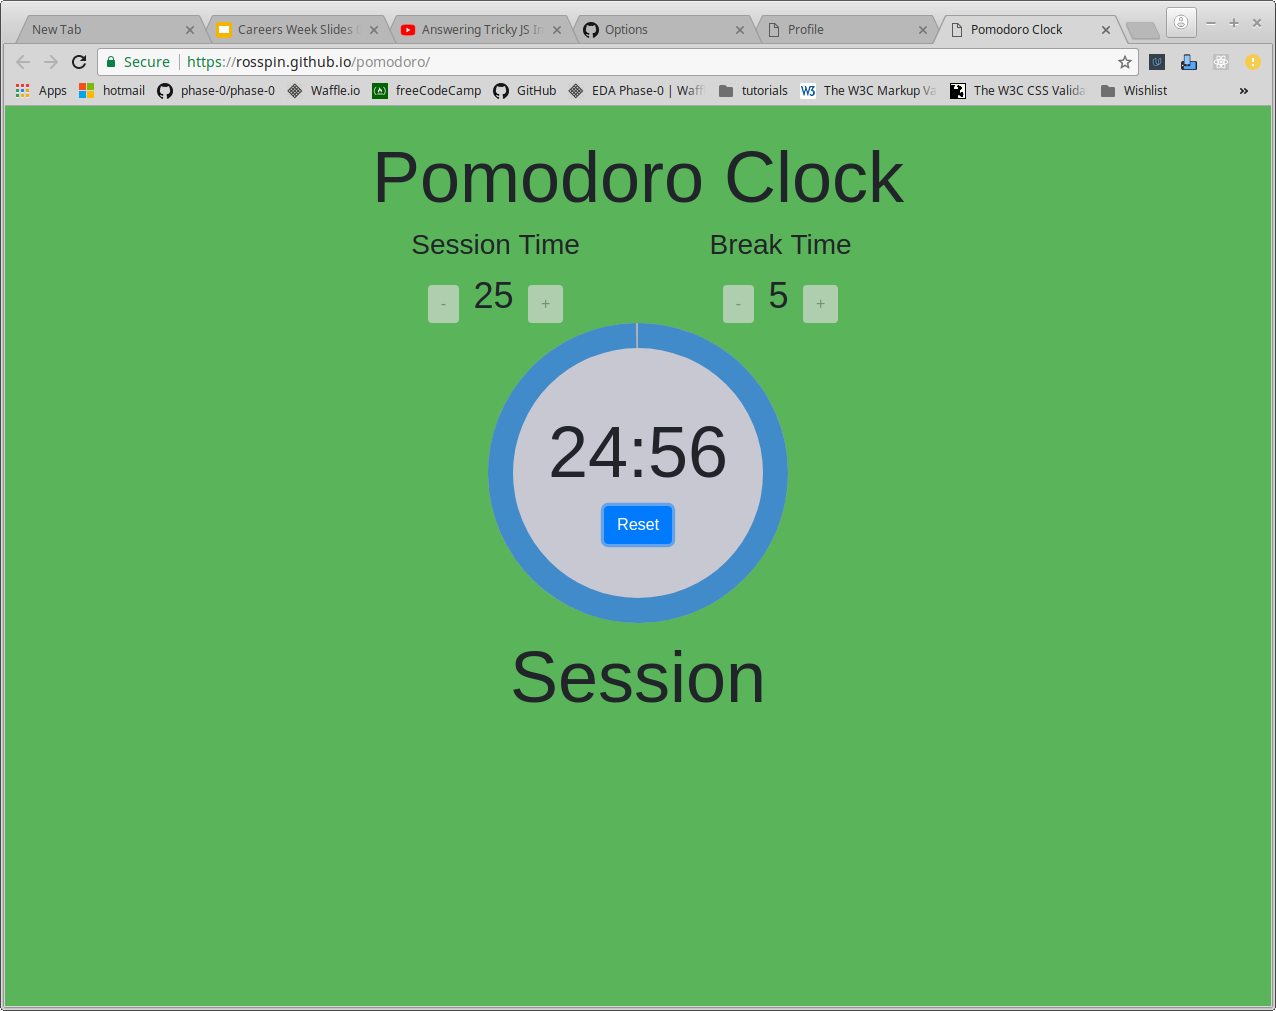 New Tab
Careers Week Slides
Answering Tricky JS In
Options
Profile
Pomodoro Clock
Secure
https://rosspin.github.io/pomodoro/
Apps
hotmail
phase-0/phase-0
Waffle.io
freeCodeCamp
GitHub
EDA Phase-0 | Waff
tutorials
W3
The W3C Markup Va
The W3C CSS Valida
Wishlist
»
Pomodoro Clock
Session Time
Break Time
- 25 +
- 5 +
24:56
Reset
Session